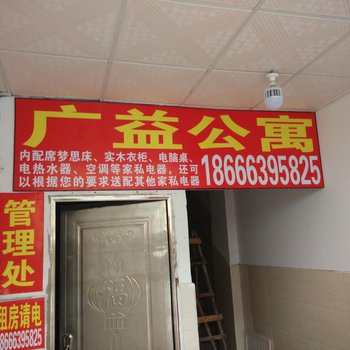 广益公寓
内配席梦思床、实木衣柜、电脑桌、
电热水器、空调等家私电器，还可
以根据您的要求送配其他家私电器
18666395825
管理处
租房请电
18666395825
福